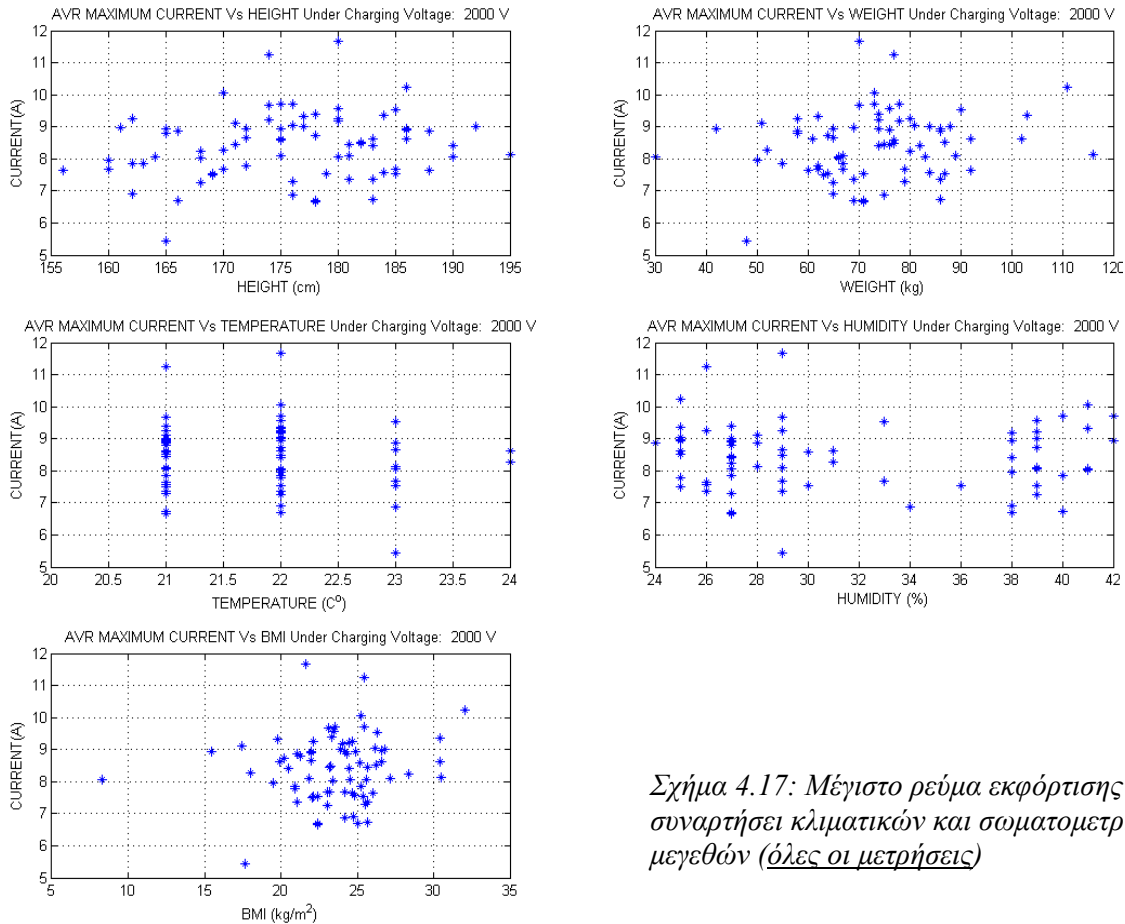 AVR MAXIMUM CURRENT Vs HEIGHT Under Charging Voltage: 2000 V
12
11
10
9
8
7
6
5
CURRENT(A)
155 160 165 170 175 180 185 190 195
HEIGHT (cm)
AVR MAXIMUM CURRENT Vs WEIGHT Under Charging Voltage: 2000 V
12
11
10
9
8
7
6
5
CURRENT(A)
30 40 50 60 70 80 90 100 110 120
WEIGHT (kg)
AVR MAXIMUM CURRENT Vs TEMPERATURE Under Charging Voltage: 2000 V
12
11
10
9
8
7
6
5
CURRENT(A)
20 20.5 21 21.5 22 22.5 23 23.5 24
TEMPERATURE (Cº)
AVR MAXIMUM CURRENT Vs HUMIDITY Under Charging Voltage: 2000 V
12
11
10
9
8
7
6
5
CURRENT(A)
24 26 28 30 32 34 36 38 40 42
HUMIDITY (%)
AVR MAXIMUM CURRENT Vs BMI Under Charging Voltage: 2000 V
12
11
10
9
8
7
6
5
CURRENT(A)
5 10 15 20 25 30 35
BMI (kg/m²)
Σχήμα 4.17: Μέγιστο ρεύμα εκφόρτισης
συναρτήσει κλιματικών και σωματομετρ
μεγεθών (όλες οι μετρήσεις)